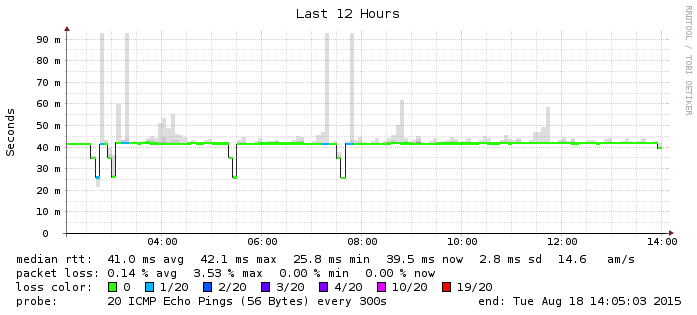 Last 12 Hours
RRDTOOL / TOBI OETIKER
Seconds
90 m
80 m
70 m
60 m
50 m
40 m
30 m
20 m
10 m
0
04:00 06:00 08:00 10:00 12:00 14:00
median rtt: 41.0 ms avg 42.1 ms max 25.8 ms min 39.5 ms now 2.8 ms sd 14.6 am/s
packet loss: 0.14 % avg 3.53 % max 0.00 % min 0.00 % now
loss color: 0 1/20 2/20 3/20 4/20 10/20 19/20
probe: 20 ICMP Echo Pings (56 Bytes) every 300s end: Tue Aug 18 14:05:03 2015